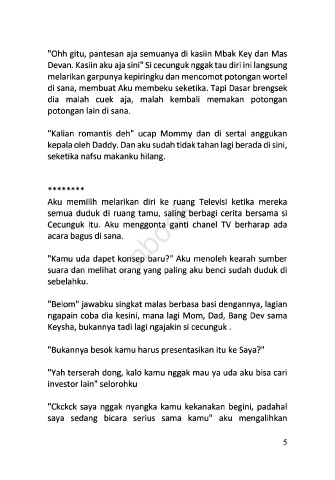 "Ohh gitu, pantesan aja semuanya di kasiin Mbak Key dan Mas
Devan. Kasiin aku aja sini" Si cecunguk nggak tau diri ini langsung
melarikan garpunya kepiringku dan mencomot potongan wortel
di sana, membuat Aku membeku seketika. Tapi Dasar brengsek
dia malah cuek aja, malah kembali memakan potongan
potongan lain di sana.
"Kalian romantis deh" ucap Mommy dan di sertai anggukan
kepala oleh Daddy. Dan aku sudah tidak tahan lagi berada di sini,
seketika nafsu makanku hilang.
********
Aku memilih melarikan diri ke ruang Televisi ketika mereka
semua duduk di ruang tamu, saling berbagi cerita bersama si
Cecunguk itu. Aku menggonta ganti chanel TV berharap ada
acara bagus di sana.
"Kamu uda dapet konsep baru?" Aku menoleh kearah sumber
suara dan melihat orang yang paling aku benci sudah duduk di
sebelahku.
"Belom" jawabku singkat malas berbasa basi dengannya, lagian
ngapain coba dia kesini, mana lagi Mom, Dad, Bang Dev sama
Keysha, bukannya tadi lagi ngajakin si cecunguk .
"Bukannya besok kamu harus presentasikan itu ke Saya?"
"Yah terserah dong, kalo kamu nggak mau ya uda aku bisa cari
investor lain" selorohku
"Ckckck saya nggak nyangka kamu kekanakan begini, padahal
saya sedang bicara serius sama kamu" aku mengalihkan
5